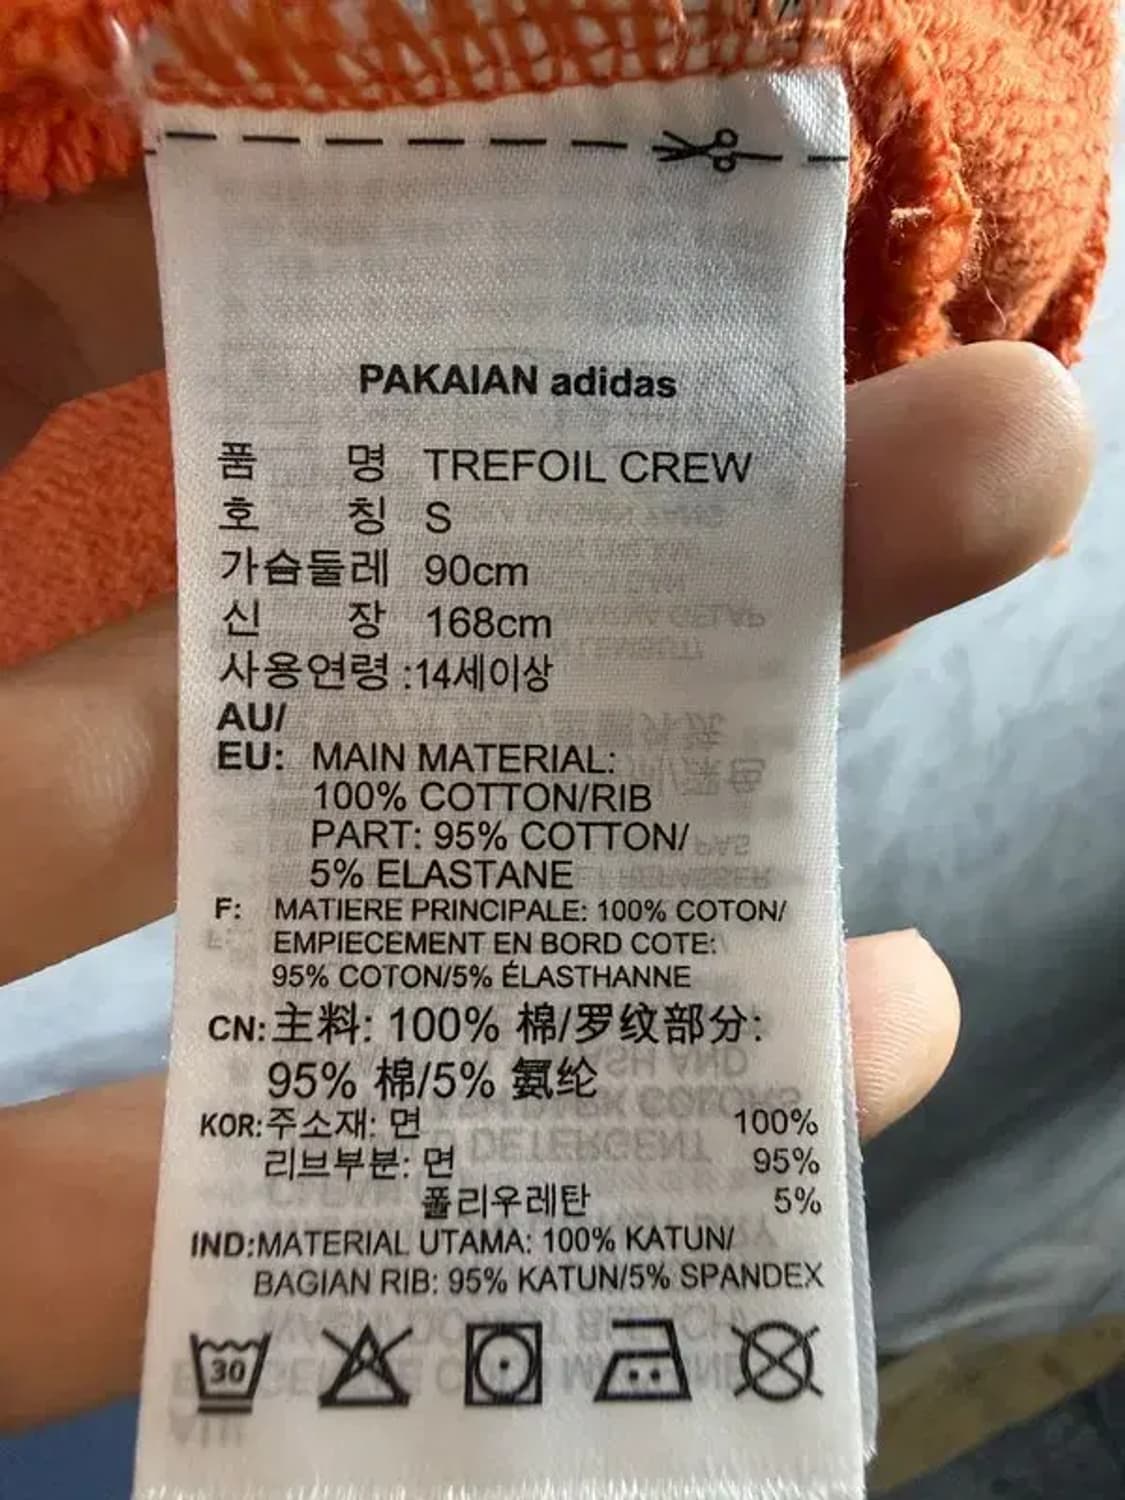 PAKAIAN adidas
품 명 TREFOIL CREW
호 칭 S
가슴둘레 90cm
신 장 168cm
사용연령 :14세이상
AU/
EU: MAIN MATERIAL:
100% COTTON/RIB
PART: 95% COTTON/
5% ELASTANE
F: MATIERE PRINCIPALE: 100% COTON/
EMPIECEMENT EN BORD COTE:
95% COTON/5% ÉLASTHANNE
CN: 主料: 100% 棉/罗纹部分:
95% 棉/5% 氨纶
KOR: 주소재: 면 100%
리브부분: 면 95%
폴리우레탄 5%
IND:MATERIAL UTAMA: 100% KATUN/
BAGIAN RIB: 95% KATUN/5% SPANDEX
30